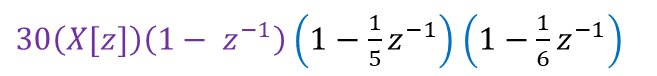 30(X[z])(1 − z⁻¹)(1 − 1/5 z⁻¹)(1 − 1/6 z⁻¹)